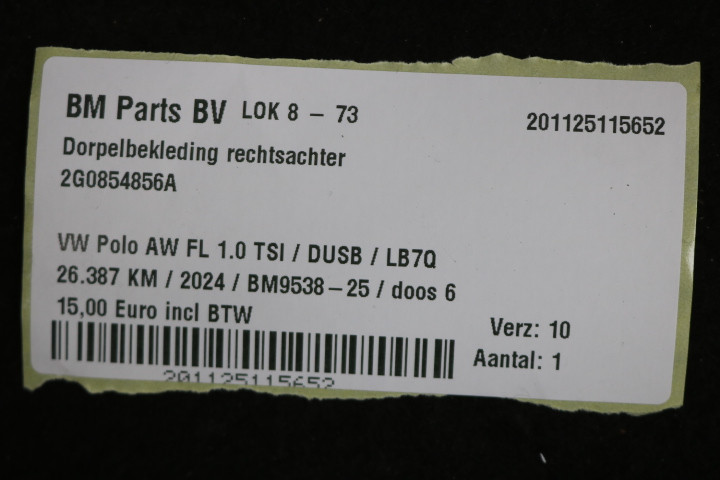 BM Parts BV LOK 8 - 73 201125115652
Dorpelbekleding rechtsachter
2G0854856A
VW Polo AW FL 1.0 TSI / DUSB / LB7Q
26.387 KM / 2024 / BM9538-25 / doos 6
15,00 Euro incl BTW
Verz: 10
Aantal: 1
201125115652